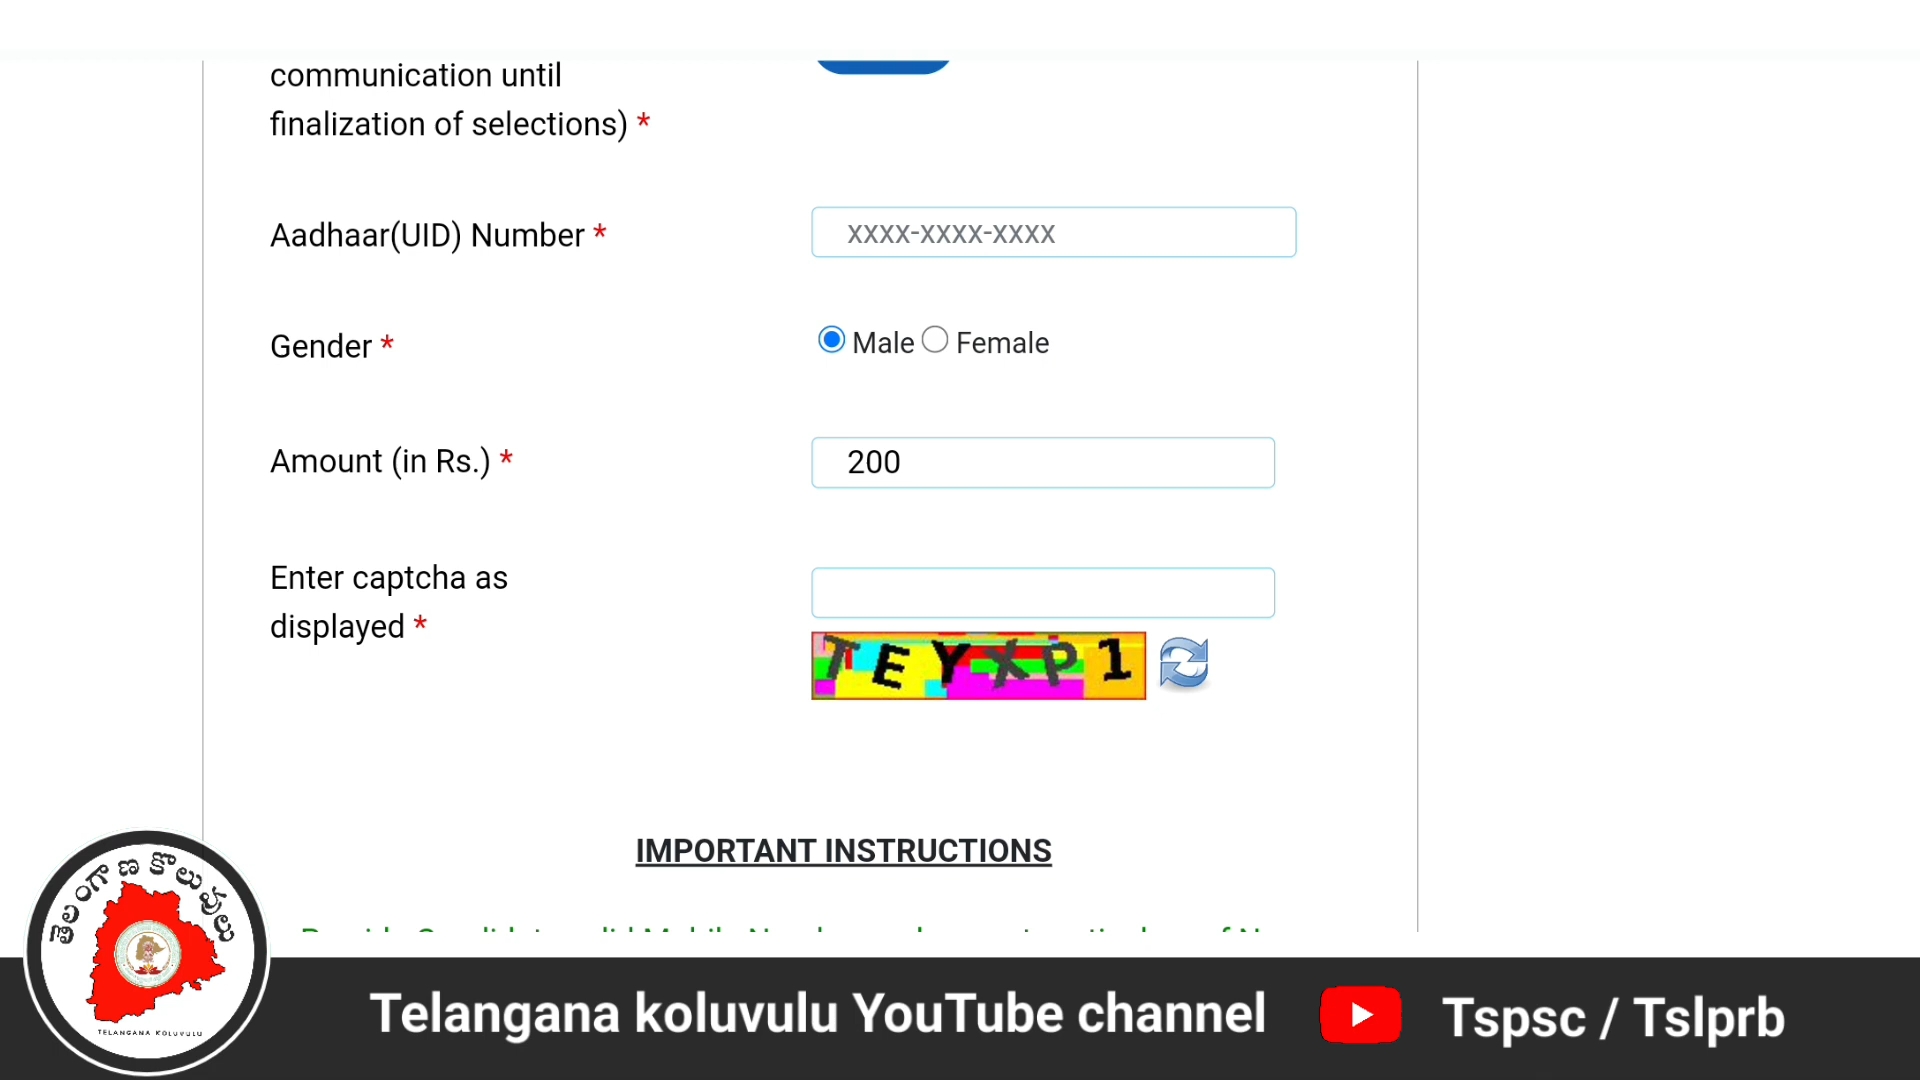 communication until
finalization of selections) *
Aadhaar(UID) Number *
xxxx-xxxx-xxxx
Gender *
Male
Female
Amount (in Rs.) *
200
Enter captcha as
displayed *
TEYXP1
IMPORTANT INSTRUCTIONS
తెలంగాణ కొలువులు
TELANGANA KOLUVULU
Telangana koluvulu YouTube channel
Tspsc / Tslprb